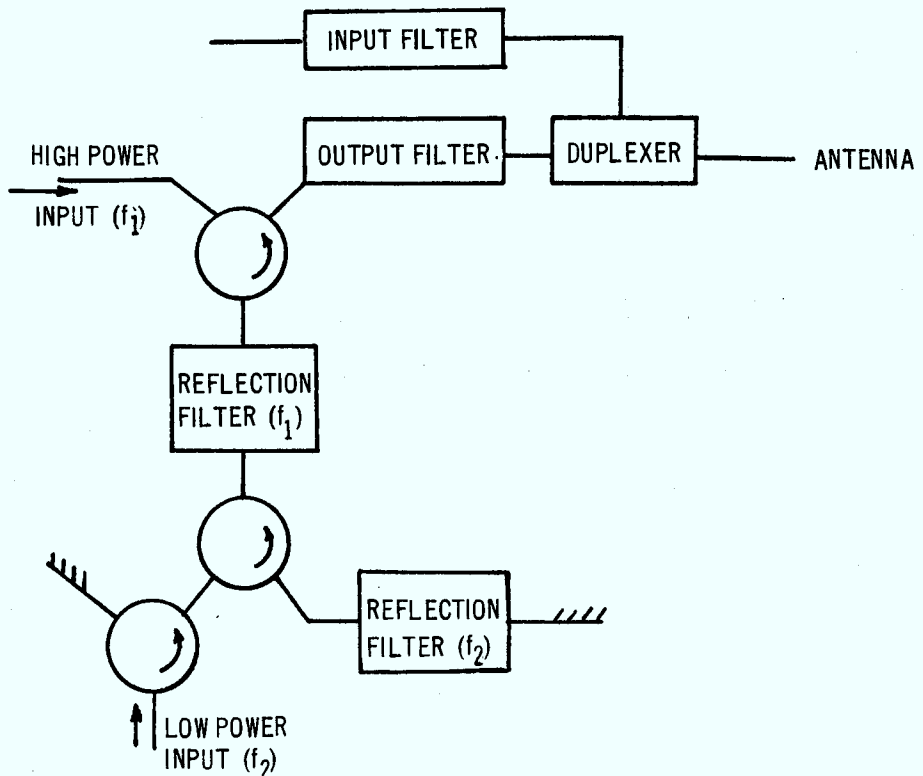 INPUT FILTER
HIGH POWER
INPUT (f1)
OUTPUT FILTER
DUPLEXER
ANTENNA
REFLECTION
FILTER (f1)
REFLECTION
FILTER (f2)
LOW POWER
INPUT (f2)